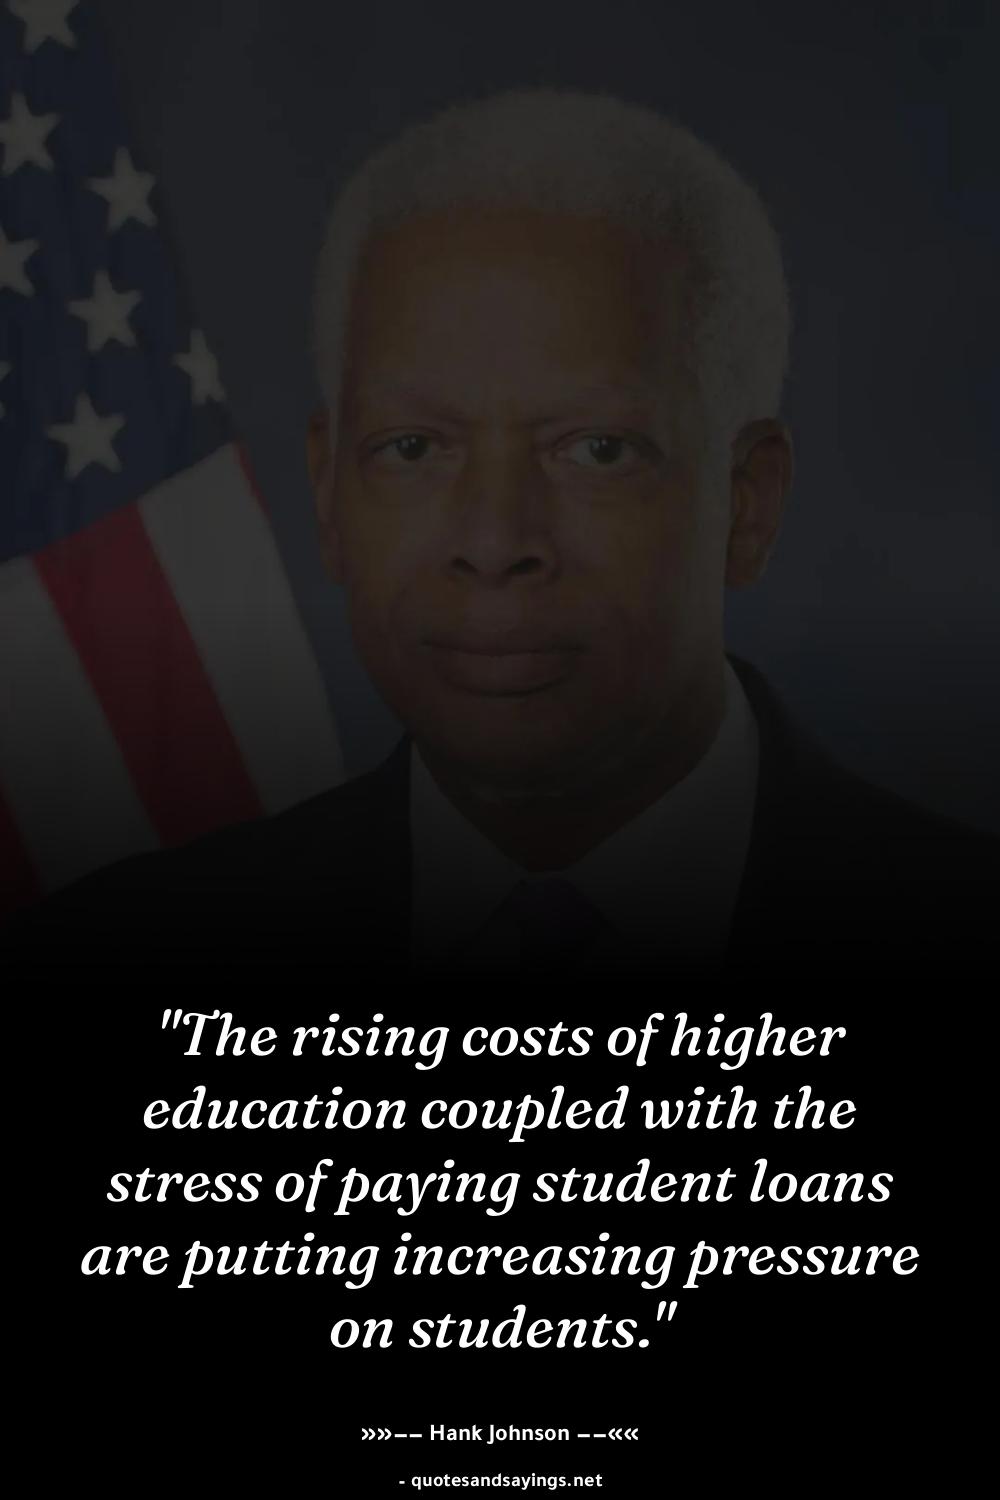 "The rising costs of higher
education coupled with the
stress of paying student loans
are putting increasing pressure
on students."
»»–– Hank Johnson ––««
- quotesandsayings.net